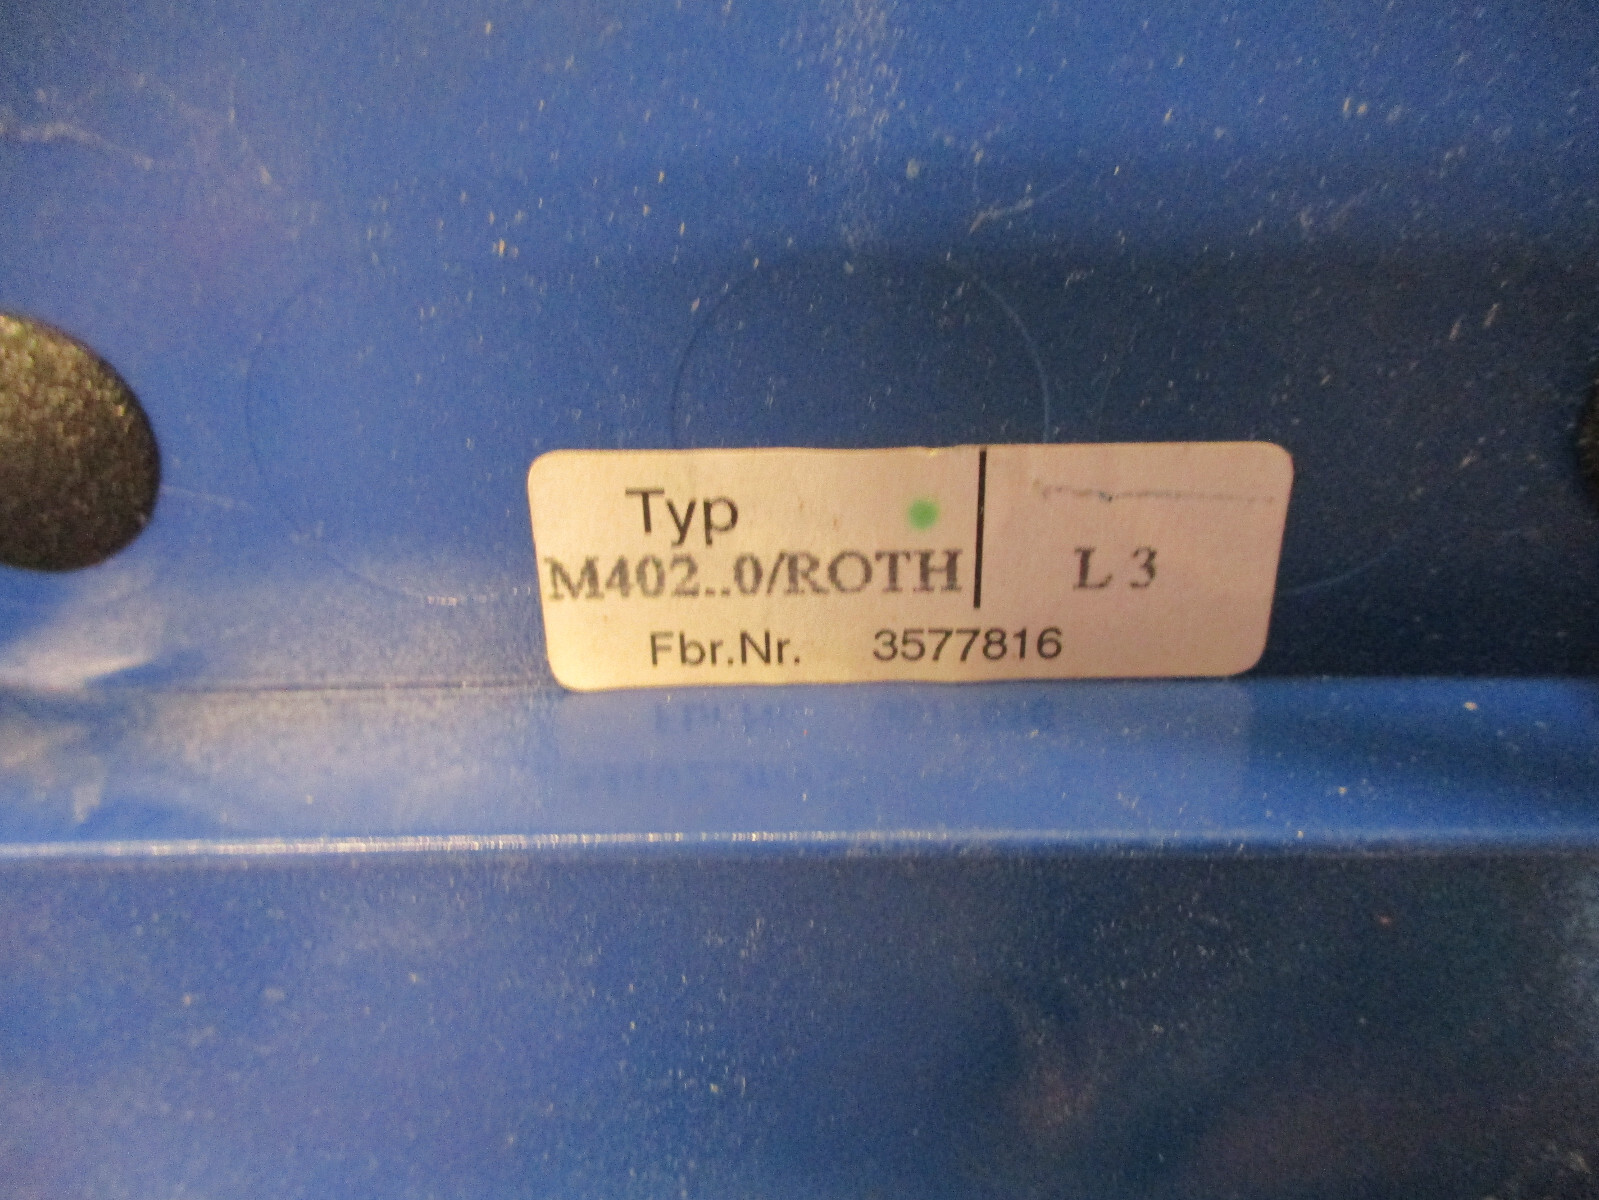 Typ
M402..0/ROTH
L 3
Fbr.Nr. 3577816